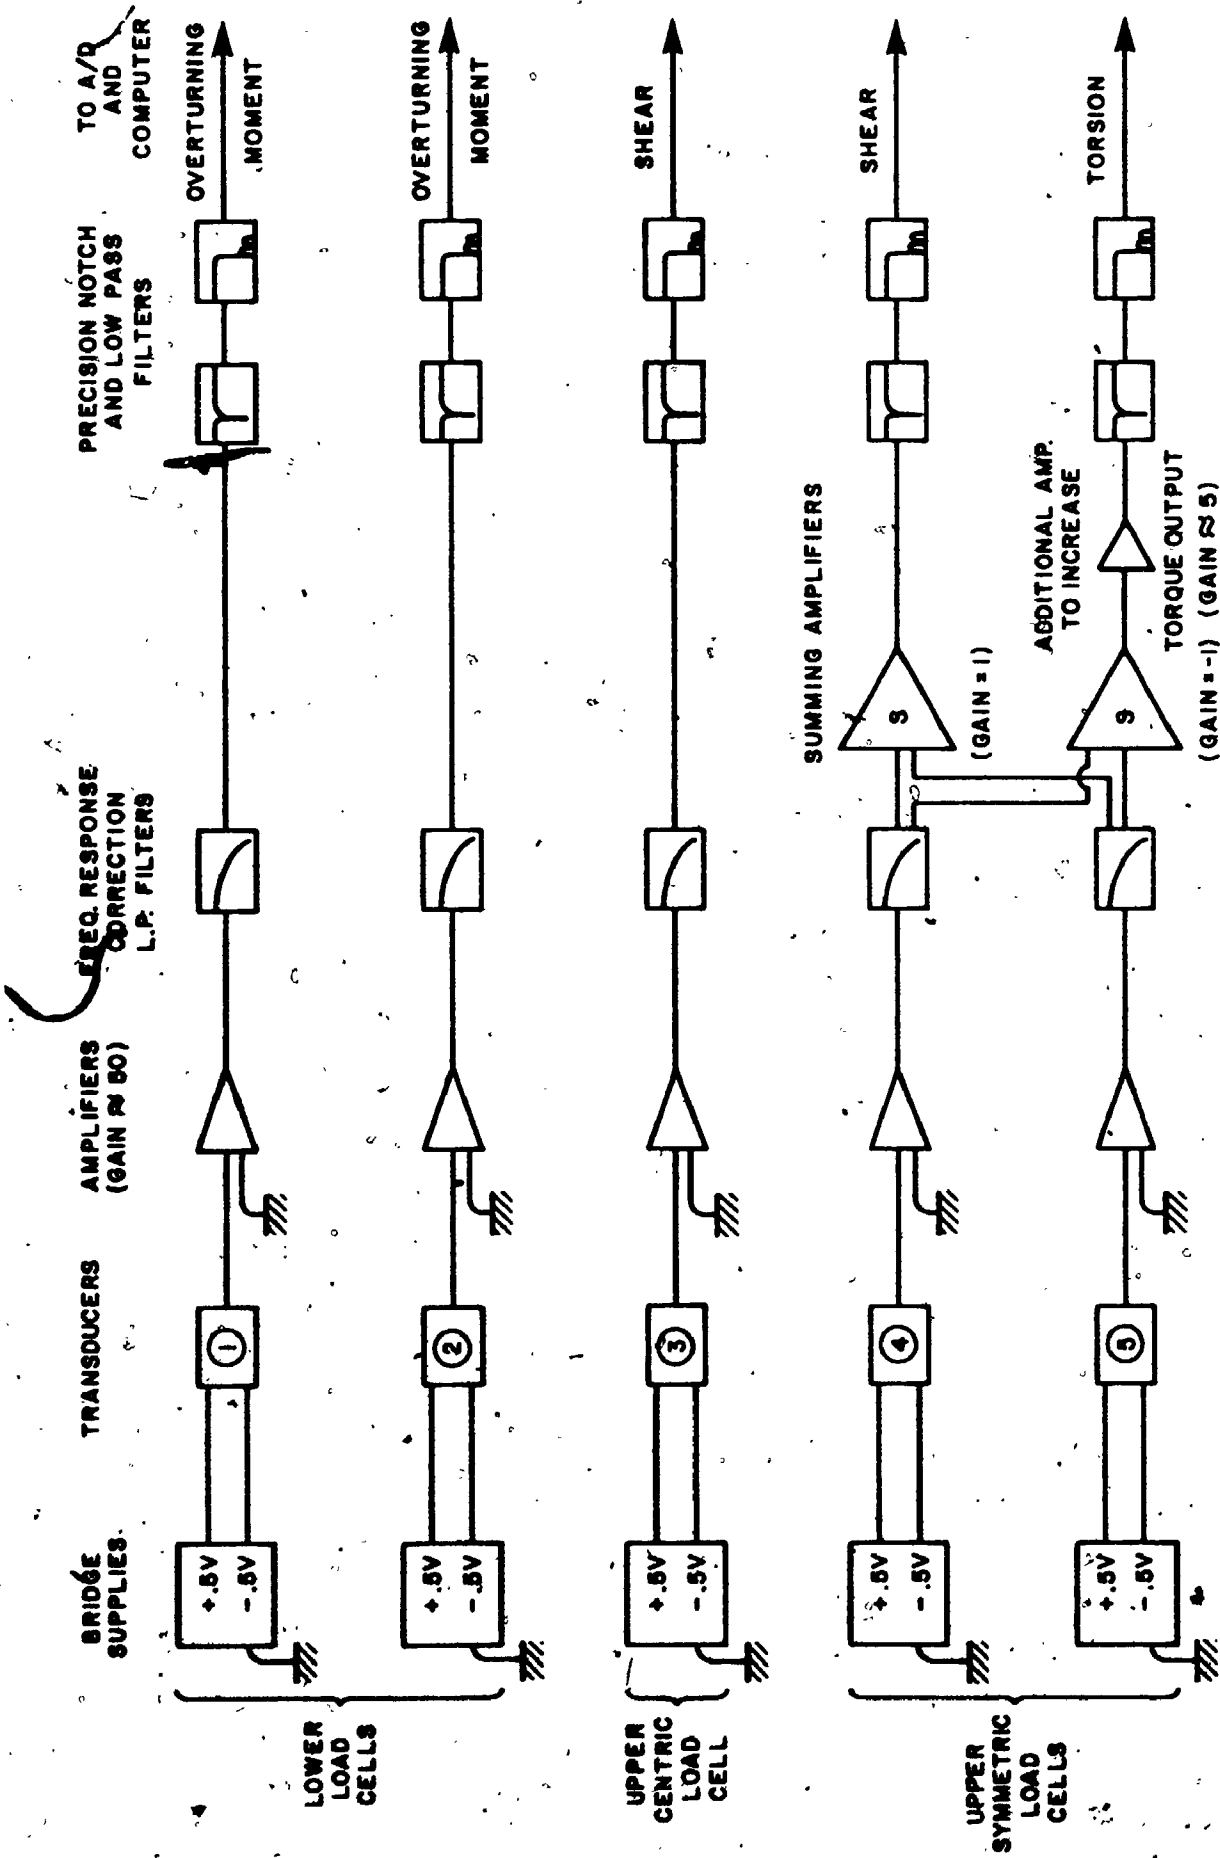 BRIDGE
SUPPLIES
TRANSDUCERS
AMPLIFIERS
(GAIN ≈ 50)
FREQ. RESPONSE
CORRECTION
L.P. FILTERS
PRECISION NOTCH
AND LOW PASS
FILTERS
TO A/D
AND
COMPUTER
LOWER
LOAD
CELLS
+.5V
-.5V
1
OVERTURNING
MOMENT
+.5V
-.5V
2
OVERTURNING
MOMENT
UPPER
CENTRIC
LOAD
CELL
+.5V
-.5V
3
SHEAR
UPPER
SYMMETRIC
LOAD
CELLS
+.5V
-.5V
4
SUMMING AMPLIFIERS
S
(GAIN = 1)
SHEAR
+.5V
-.5V
5
S
(GAIN = -1)
ADDITIONAL AMP.
TO INCREASE
TORQUE OUTPUT
(GAIN ≈ 5)
TORSION